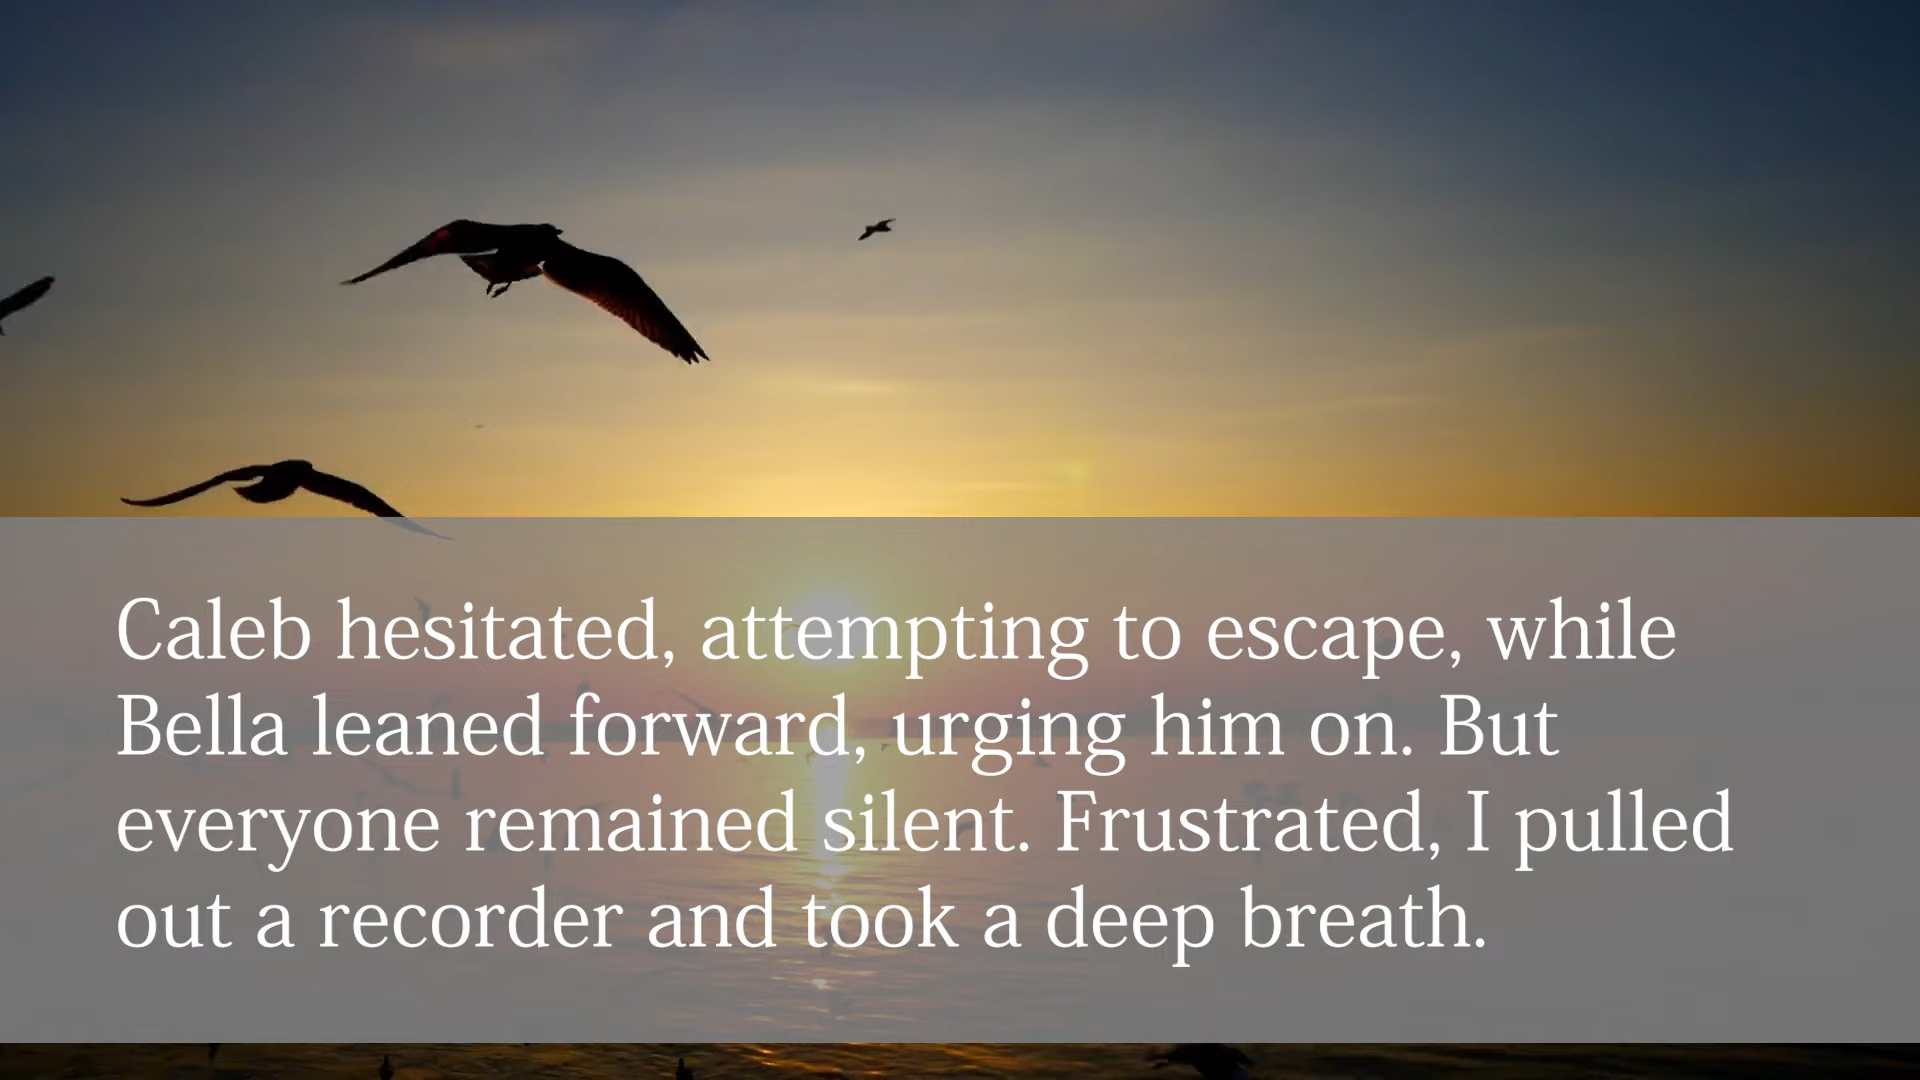 Caleb hesitated, attempting to escape, while
Bella leaned forward, urging him on. But
everyone remained silent. Frustrated, I pulled
out a recorder and took a deep breath.